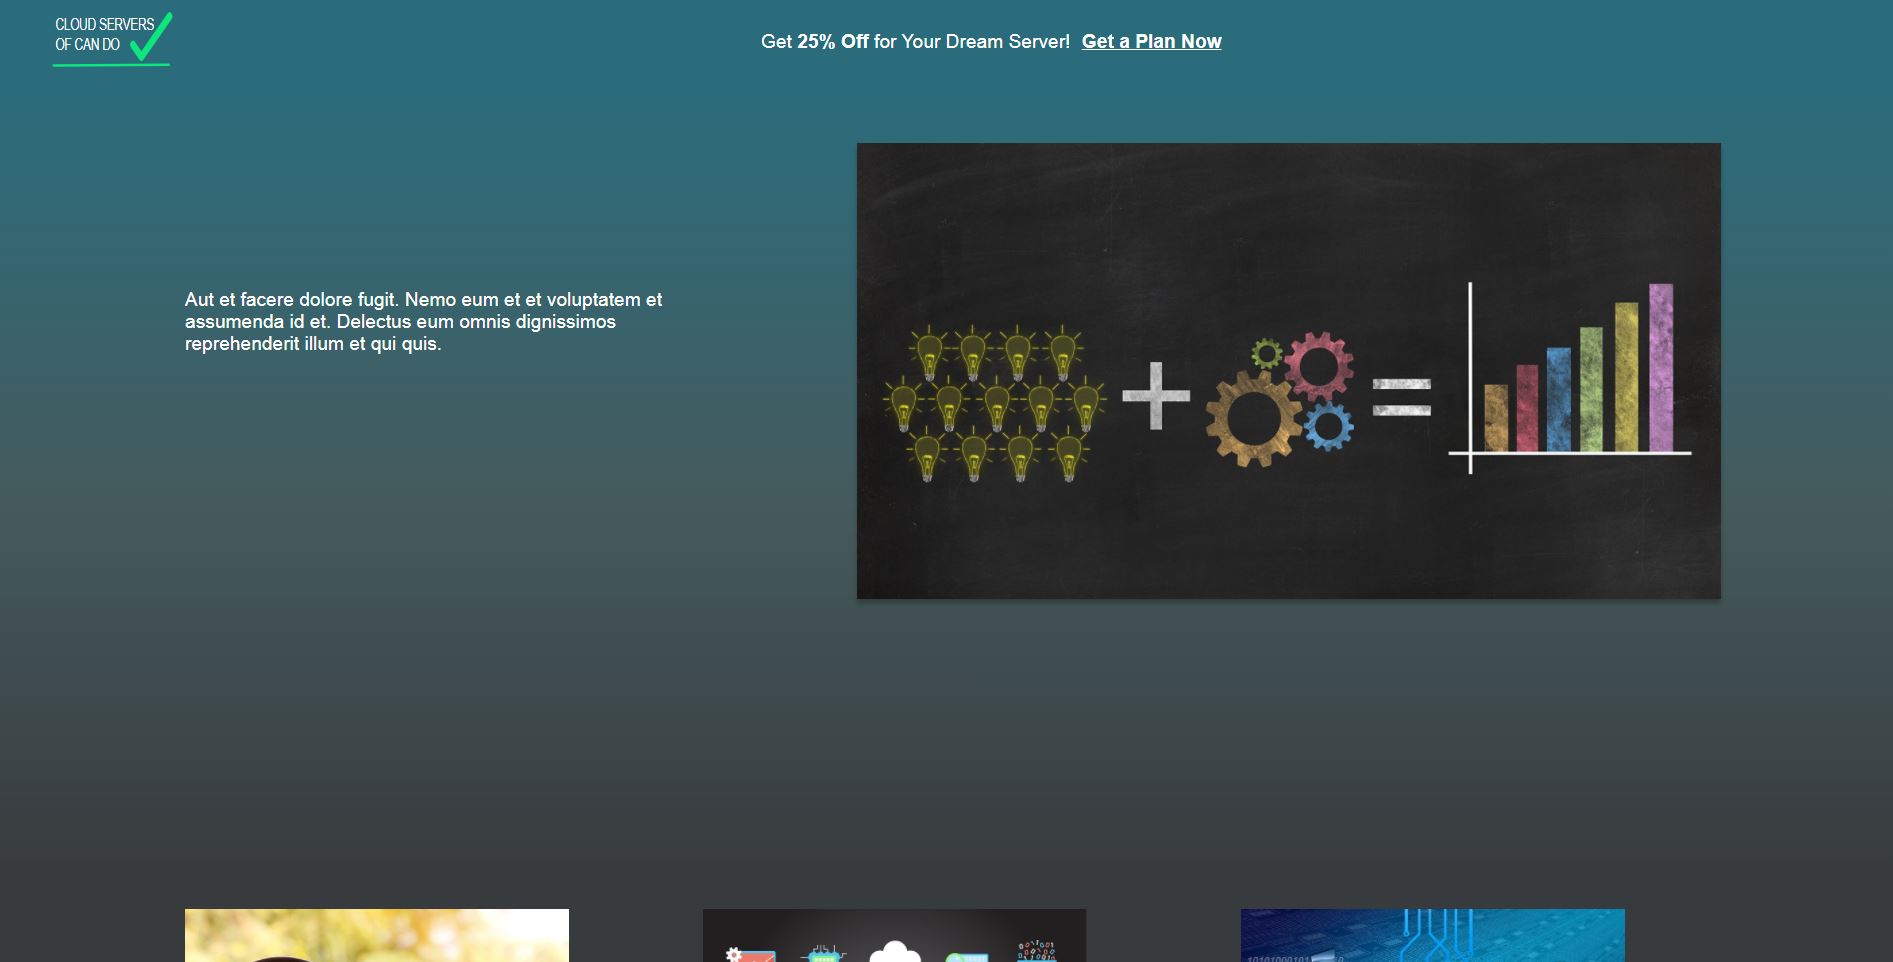 CLOUD SERVERS
OF CAN DO
Get 25% Off for Your Dream Server! Get a Plan Now
Aut et facere dolore fugit. Nemo eum et et voluptatem et
assumenda id et. Delectus eum omnis dignissimos
reprehenderit illum et qui quis.